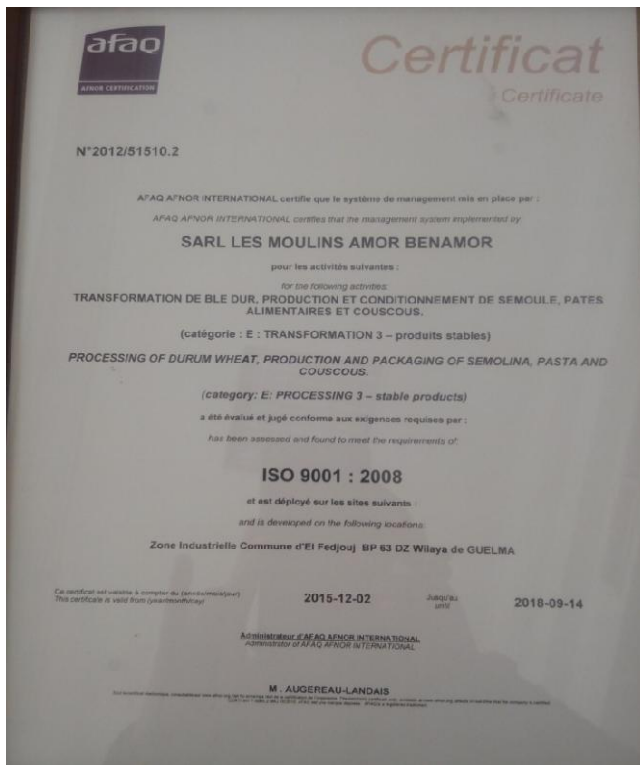 afaq
AFNOR CERTIFICATION
Certificat
Certificate
N°2012/51510.2
AFAQ AFNOR INTERNATIONAL certifie que le système de management mis en place par :
AFAQ AFNOR INTERNATIONAL certifies that the management system implemented by:
SARL LES MOULINS AMOR BENAMOR
pour les activités suivantes :
for the following activities:
TRANSFORMATION DE BLE DUR, PRODUCTION ET CONDITIONNEMENT DE SEMOULE, PATES
ALIMENTAIRES ET COUSCOUS.
(catégorie : E : TRANSFORMATION 3 – produits stables)
PROCESSING OF DURUM WHEAT, PRODUCTION AND PACKAGING OF SEMOLINA, PASTA AND
COUSCOUS.
(category: E: PROCESSING 3 – stable products)
a été évalué et jugé conforme aux exigences requises par :
has been assessed and found to meet the requirements of:
ISO 9001 : 2008
et est déployé sur les sites suivants :
and is developed on the following locations:
Zone Industrielle Commune d'El Fedjouj BP 63 DZ Wilaya de GUELMA
Ce certificat est valable à compter du (année/mois/jour)
This certificate is valid from (year/month/day)
2015-12-02
Jusqu'au
until
2018-09-14
Administrateur d'AFAQ AFNOR INTERNATIONAL
Administrator of AFAQ AFNOR INTERNATIONAL
M. AUGEREAU-LANDAIS